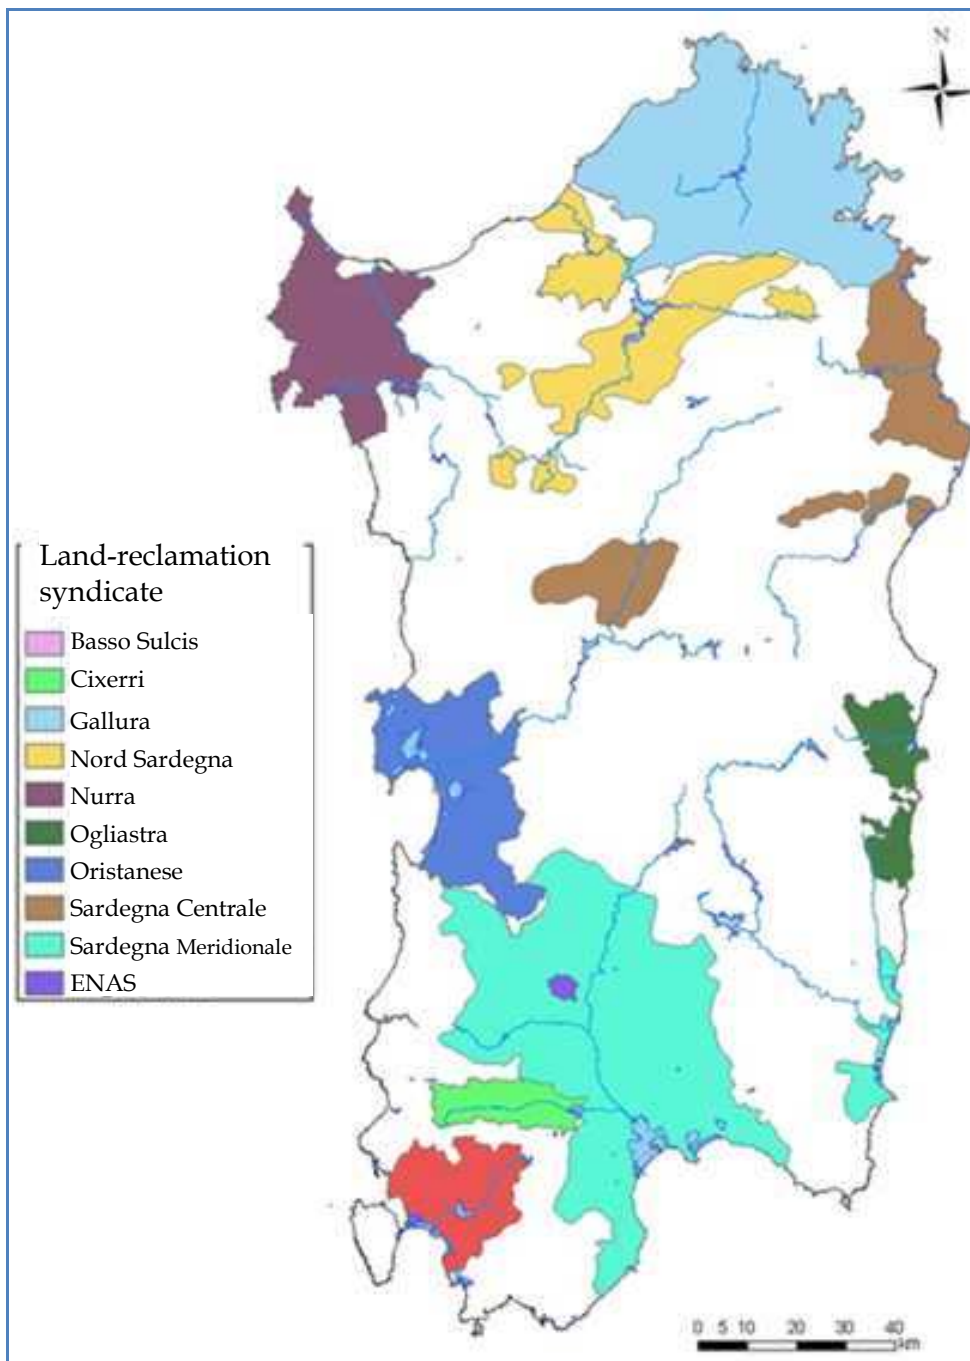 Z
Land-reclamation
syndicate
Basso Sulcis
Cixerri
Gallura
Nord Sardegna
Nurra
Ogliastra
Oristanese
Sardegna Centrale
Sardegna Meridionale
ENAS
0 5 10 20 30 40
km